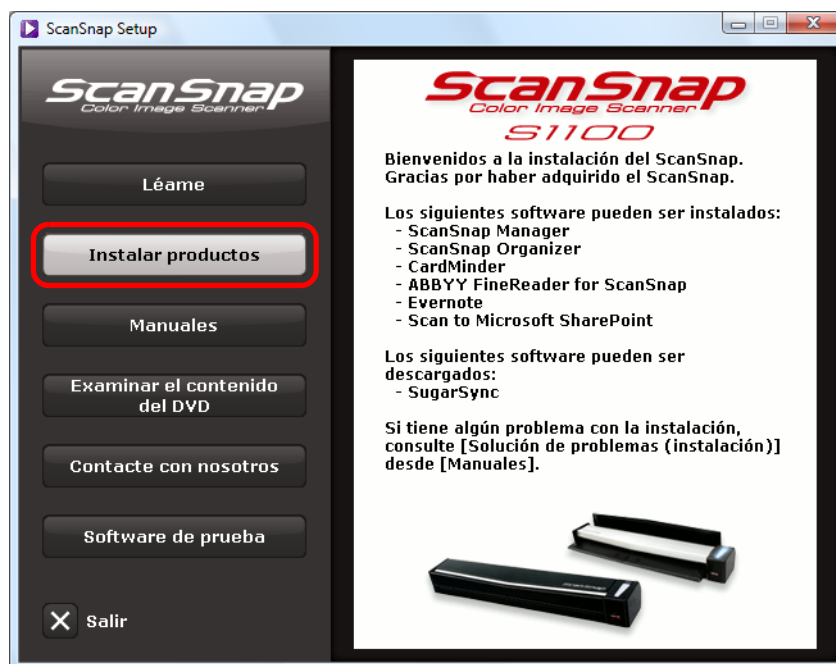 ScanSnap Setup
ScanSnap
Color Image Scanner
Léame
Instalar productos
Manuales
Examinar el contenido
del DVD
Contacte con nosotros
Software de prueba
Salir
ScanSnap
Color Image Scanner
S1100
Bienvenidos a la instalación del ScanSnap.
Gracias por haber adquirido el ScanSnap.
Los siguientes software pueden ser instalados:
- ScanSnap Manager
- ScanSnap Organizer
- CardMinder
- ABBYY FineReader for ScanSnap
- Evernote
- Scan to Microsoft SharePoint
Los siguientes software pueden ser
descargados:
- SugarSync
Si tiene algún problema con la instalación,
consulte [Solución de problemas (instalación)]
desde [Manuales].
ScanSnap